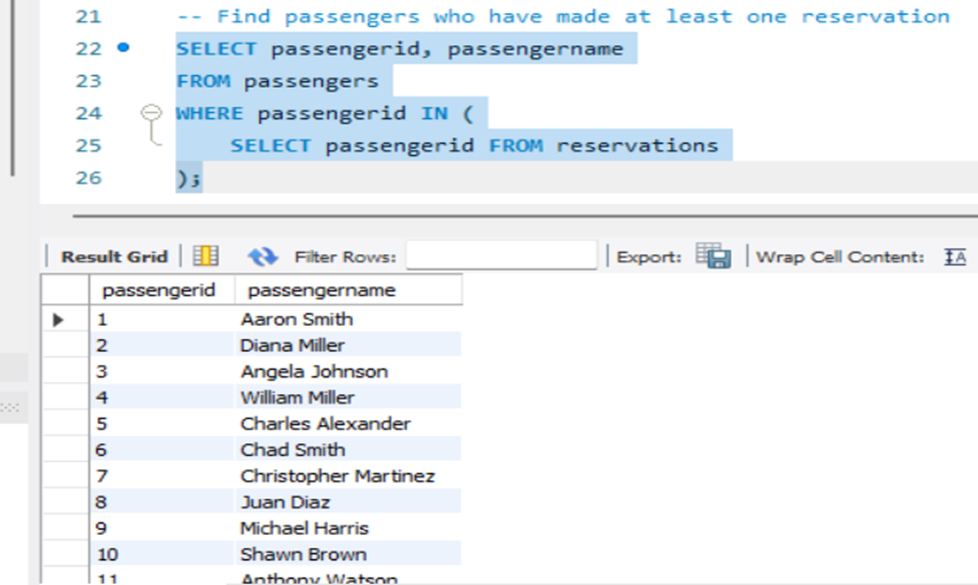 21 -- Find passengers who have made at least one reservation
22 SELECT passengerid, passengername
23 FROM passengers
24 WHERE passengerid IN (
25 SELECT passengerid FROM reservations
26 );
Result Grid Filter Rows: Export: Wrap Cell Content: IA
passengerid passengername
1 Aaron Smith
2 Diana Miller
3 Angela Johnson
4 William Miller
5 Charles Alexander
6 Chad Smith
7 Christopher Martinez
8 Juan Diaz
9 Michael Harris
10 Shawn Brown
11 Anthony Watson